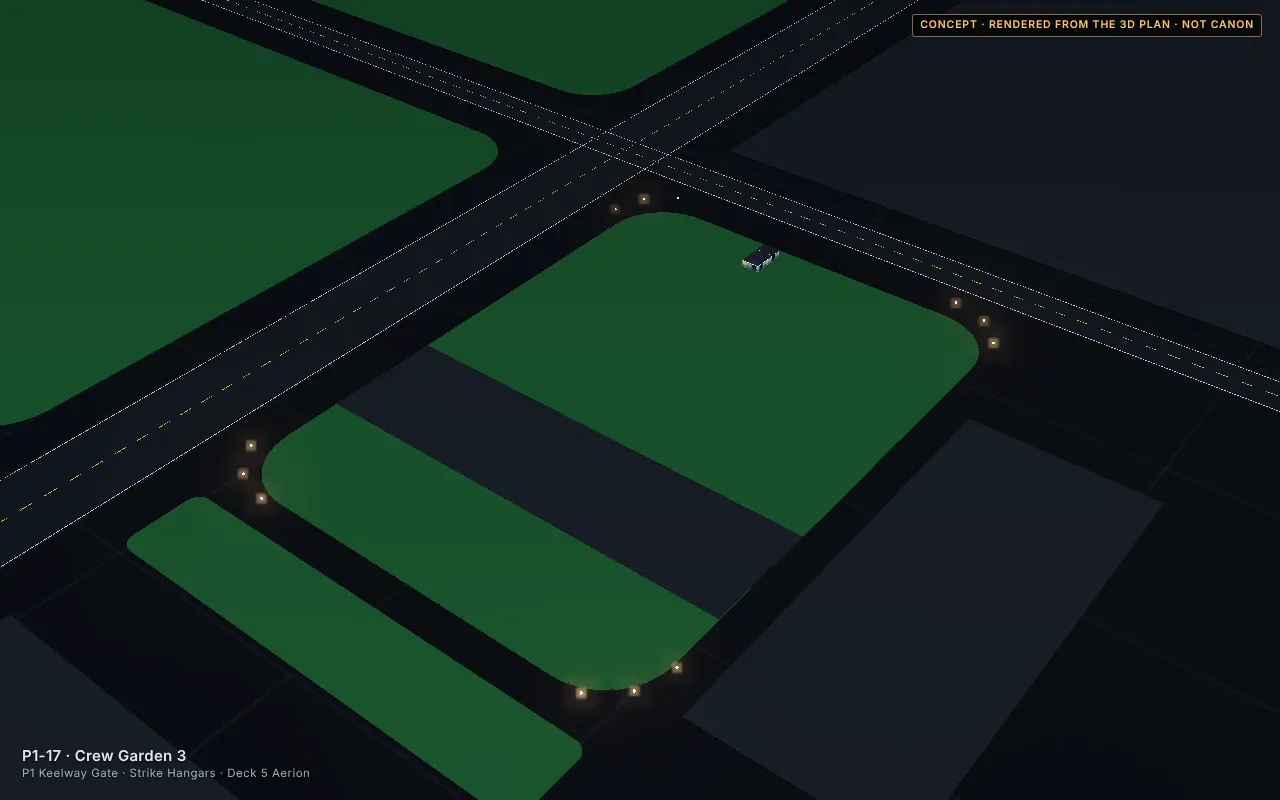 CONCEPT · RENDERED FROM THE 3D PLAN · NOT CANON
P1-17 · Crew Garden 3
P1 Keelway Gate · Strike Hangars · Deck 5 Aerion